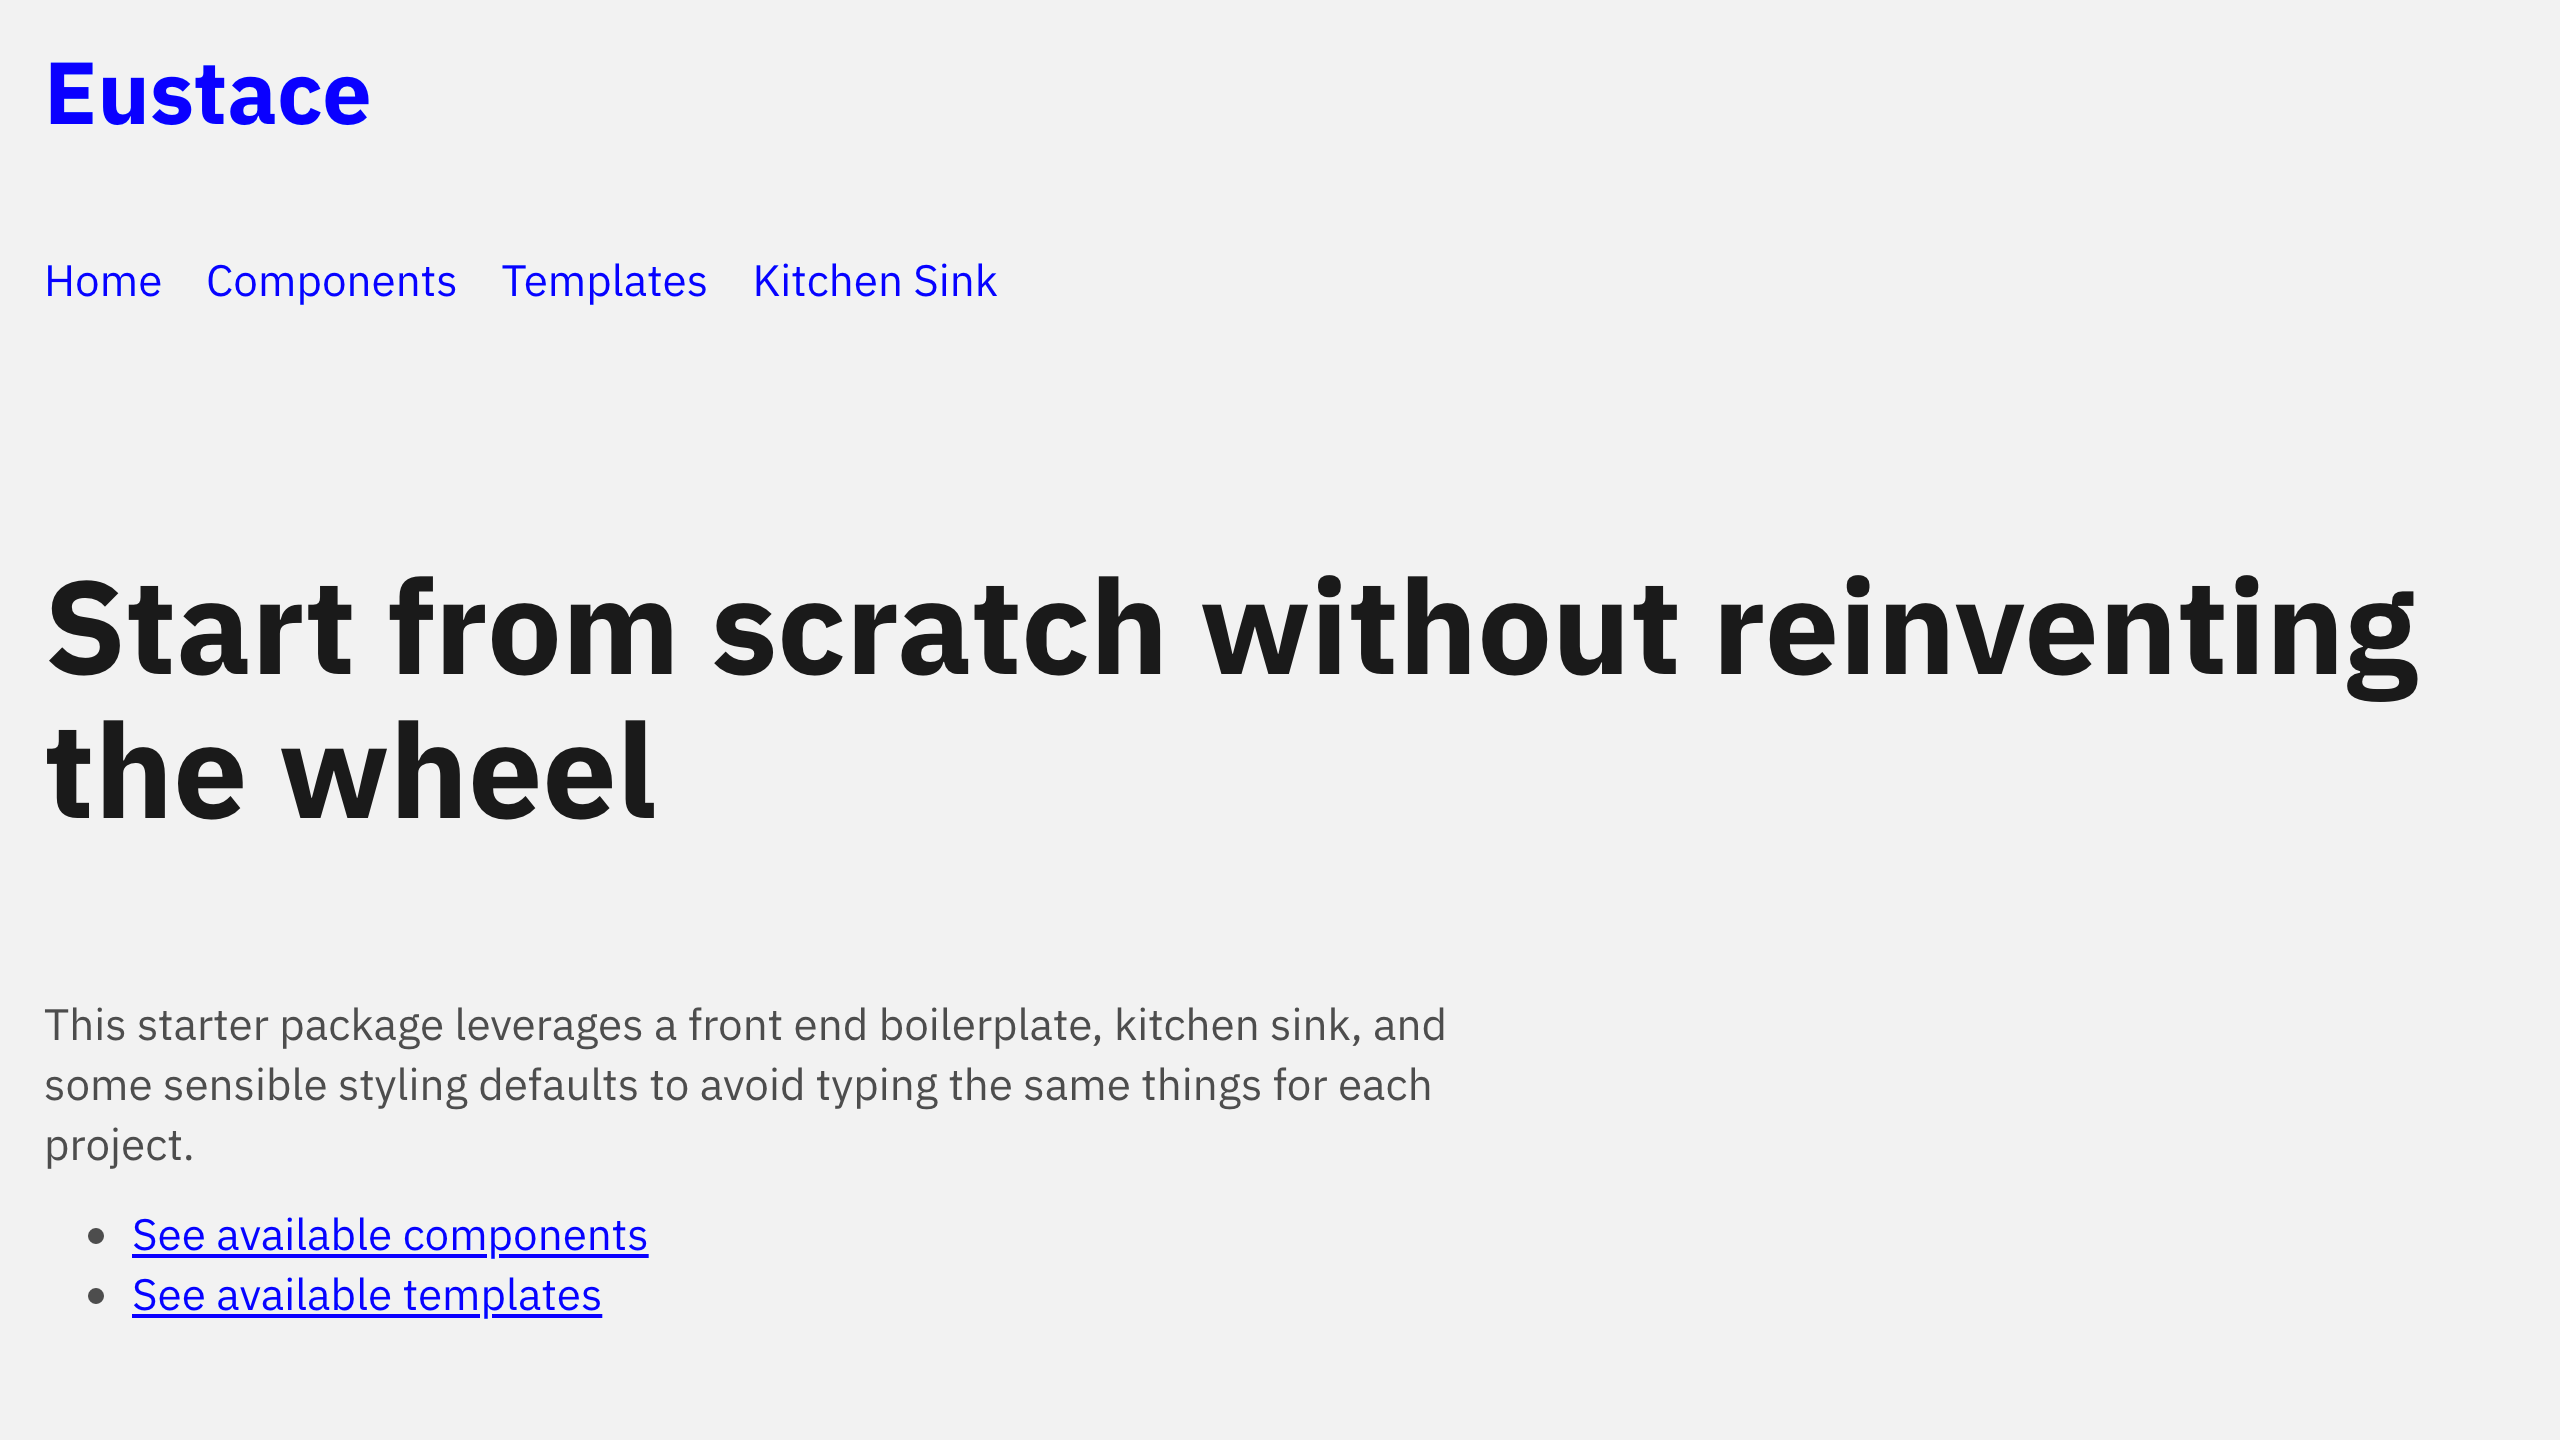 Eustace
Home Components Templates Kitchen Sink
Start from scratch without reinventing
the wheel
This starter package leverages a front end boilerplate, kitchen sink, and
some sensible styling defaults to avoid typing the same things for each
project.
See available components
See available templates